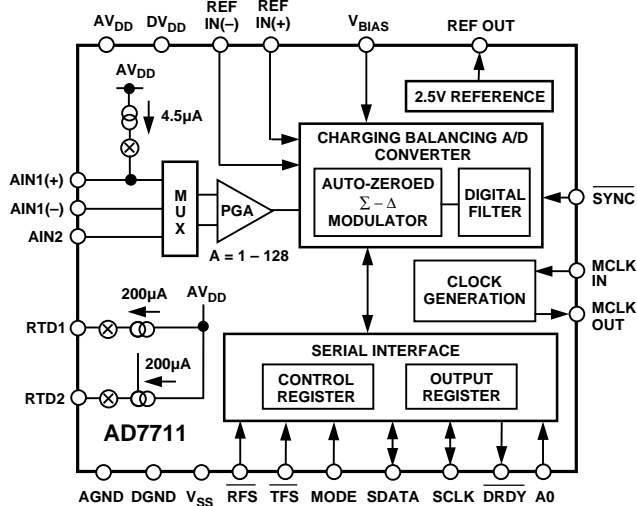 AVDD DVDD REF IN(–) REF IN(+) VBIAS REF OUT
AVDD
4.5µA
2.5V REFERENCE
CHARGING BALANCING A/D
CONVERTER
AUTO-ZEROED
Σ – Δ
MODULATOR
DIGITAL
FILTER
SYNC
AIN1(+)
AIN1(–)
AIN2
MUX
PGA
A = 1 – 128
CLOCK
GENERATION
MCLK
IN
MCLK
OUT
200µA
AVDD
RTD1
200µA
RTD2
SERIAL INTERFACE
CONTROL
REGISTER
OUTPUT
REGISTER
AD7711
AGND DGND VSS RFS TFS MODE SDATA SCLK DRDY A0